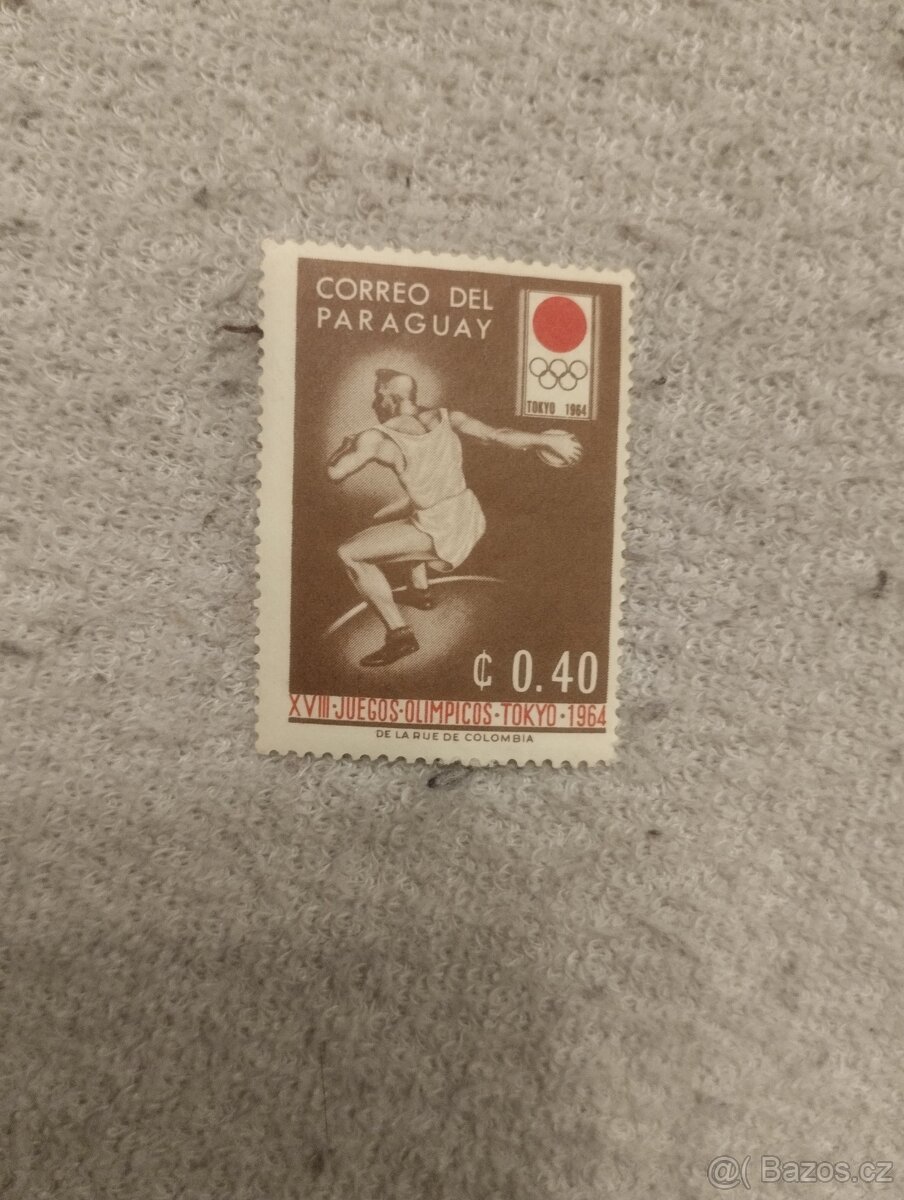 CORREO DEL
PARAGUAY
TOKYO 1964
₡ 0.40
XVIII·JUEGOS·OLIMPICOS·TOKYO·1964
DE LA RUE DE COLOMBIA
@( Bazos.cz